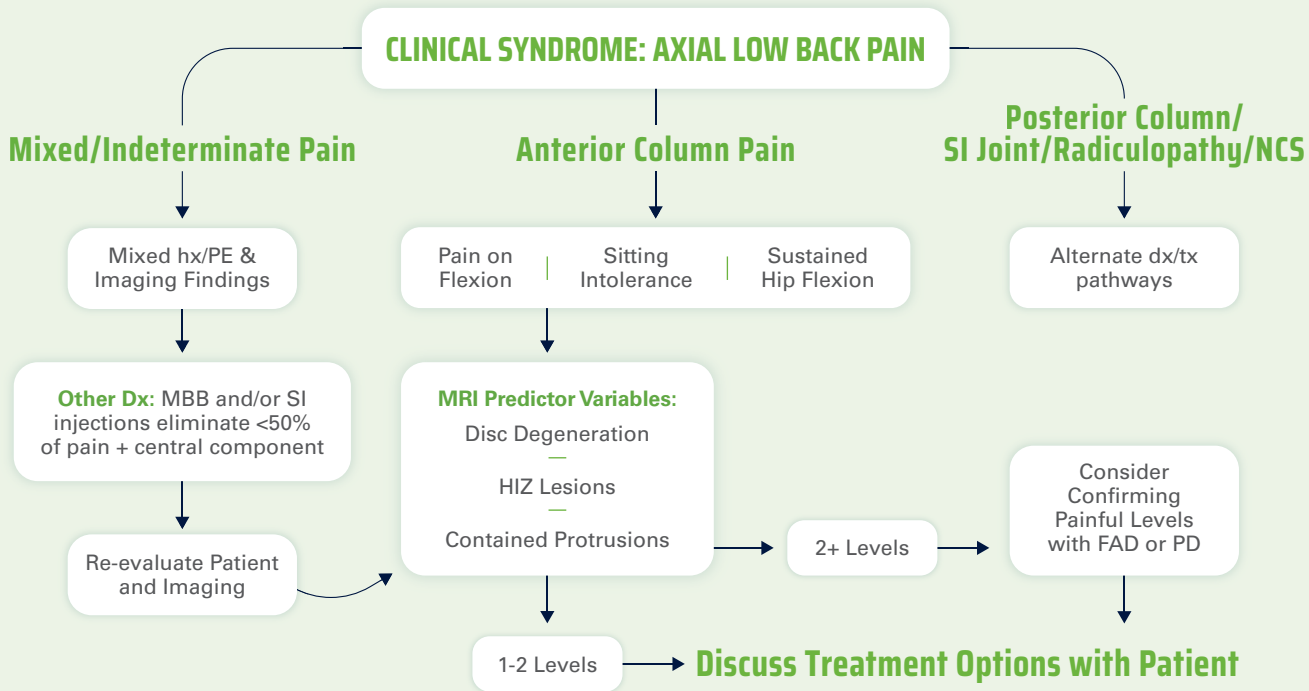 CLINICAL SYNDROME: AXIAL LOW BACK PAIN
Mixed/Indeterminate Pain
Anterior Column Pain
Posterior Column/
SI Joint/Radiculopathy/NCS
Mixed hx/PE &
Imaging Findings
Pain on
Flexion
Sitting
Intolerance
Sustained
Hip Flexion
Alternate dx/tx
pathways
Other Dx: MBB and/or SI
injections eliminate <50%
of pain + central component
MRI Predictor Variables:
Disc Degeneration
HIZ Lesions
Contained Protrusions
Re-evaluate Patient
and Imaging
2+ Levels
Consider
Confirming
Painful Levels
with FAD or PD
1-2 Levels
Discuss Treatment Options with Patient